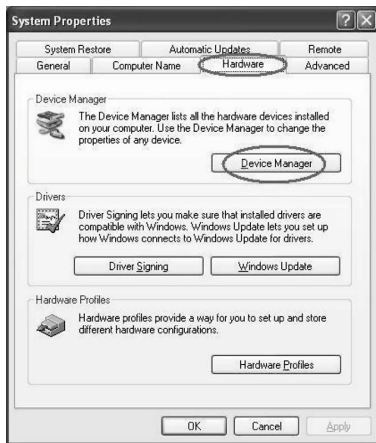 System Properties
System Restore Automatic Updates Remote
General Computer Name Hardware Advanced
Device Manager
The Device Manager lists all the hardware devices installed
on your computer. Use the Device Manager to change the
properties of any device.
Device Manager
Drivers
Driver Signing lets you make sure that installed drivers are
compatible with Windows. Windows Update lets you set up
how Windows connects to Windows Update for drivers.
Driver Signing Windows Update
Hardware Profiles
Hardware profiles provide a way for you to set up and store
different hardware configurations.
Hardware Profiles
OK Cancel Apply